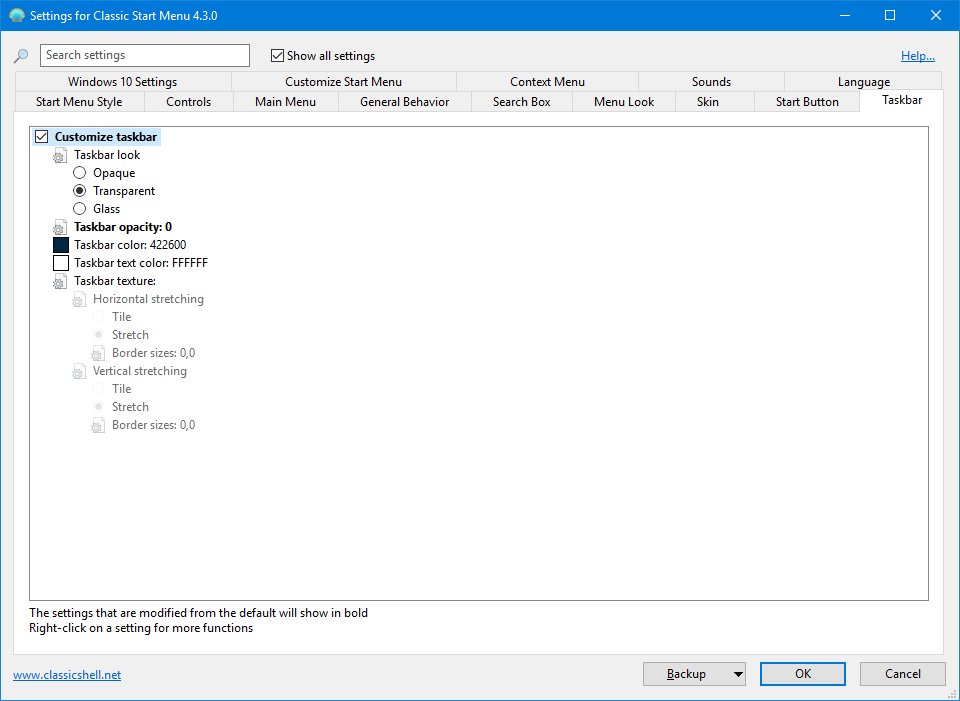 Settings for Classic Start Menu 4.3.0
Search settings
Show all settings
Help...
Windows 10 Settings Customize Start Menu Context Menu Sounds Language
Start Menu Style Controls Main Menu General Behavior Search Box Menu Look Skin Start Button Taskbar
Customize taskbar
Taskbar look
Opaque
Transparent
Glass
Taskbar opacity: 0
Taskbar color: 422600
Taskbar text color: FFFFFF
Taskbar texture:
Horizontal stretching
Tile
Stretch
Border sizes: 0,0
Vertical stretching
Tile
Stretch
Border sizes: 0,0
The settings that are modified from the default will show in bold
Right-click on a setting for more functions
www.classicshell.net
Backup
OK
Cancel